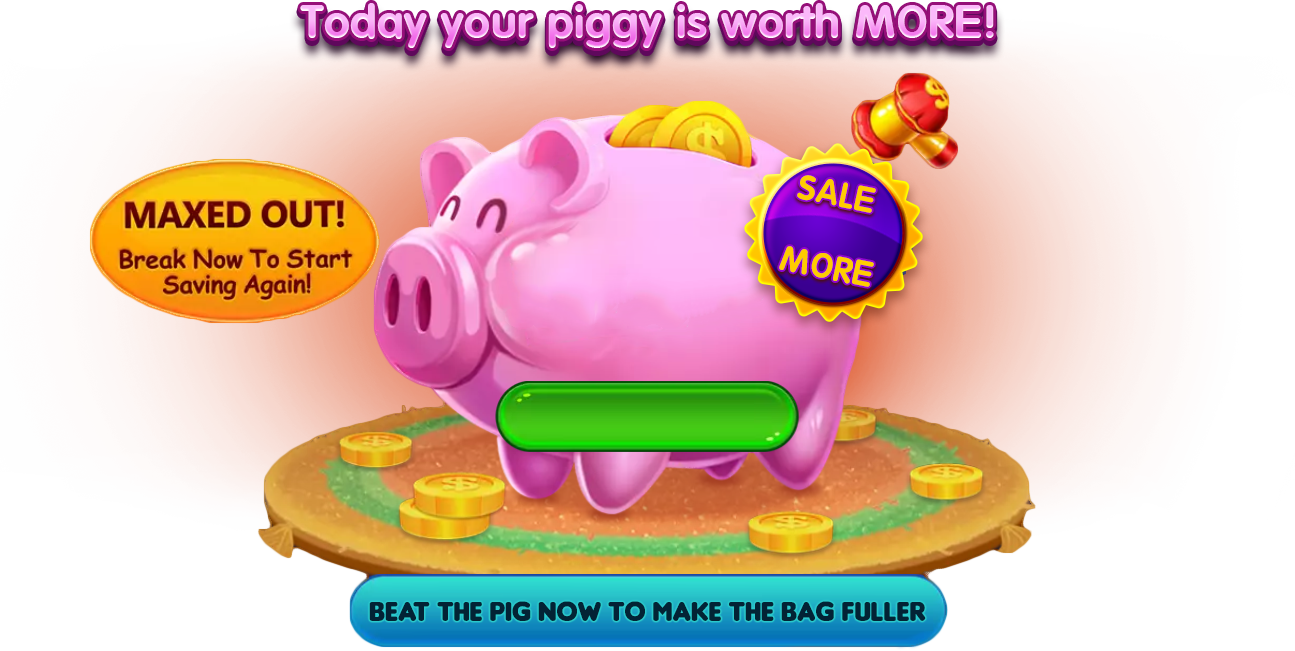 Today your piggy is worth MORE!
MAXED OUT!
Break Now To Start
Saving Again!
SALE
MORE
BEAT THE PIG NOW TO MAKE THE BAG FULLER